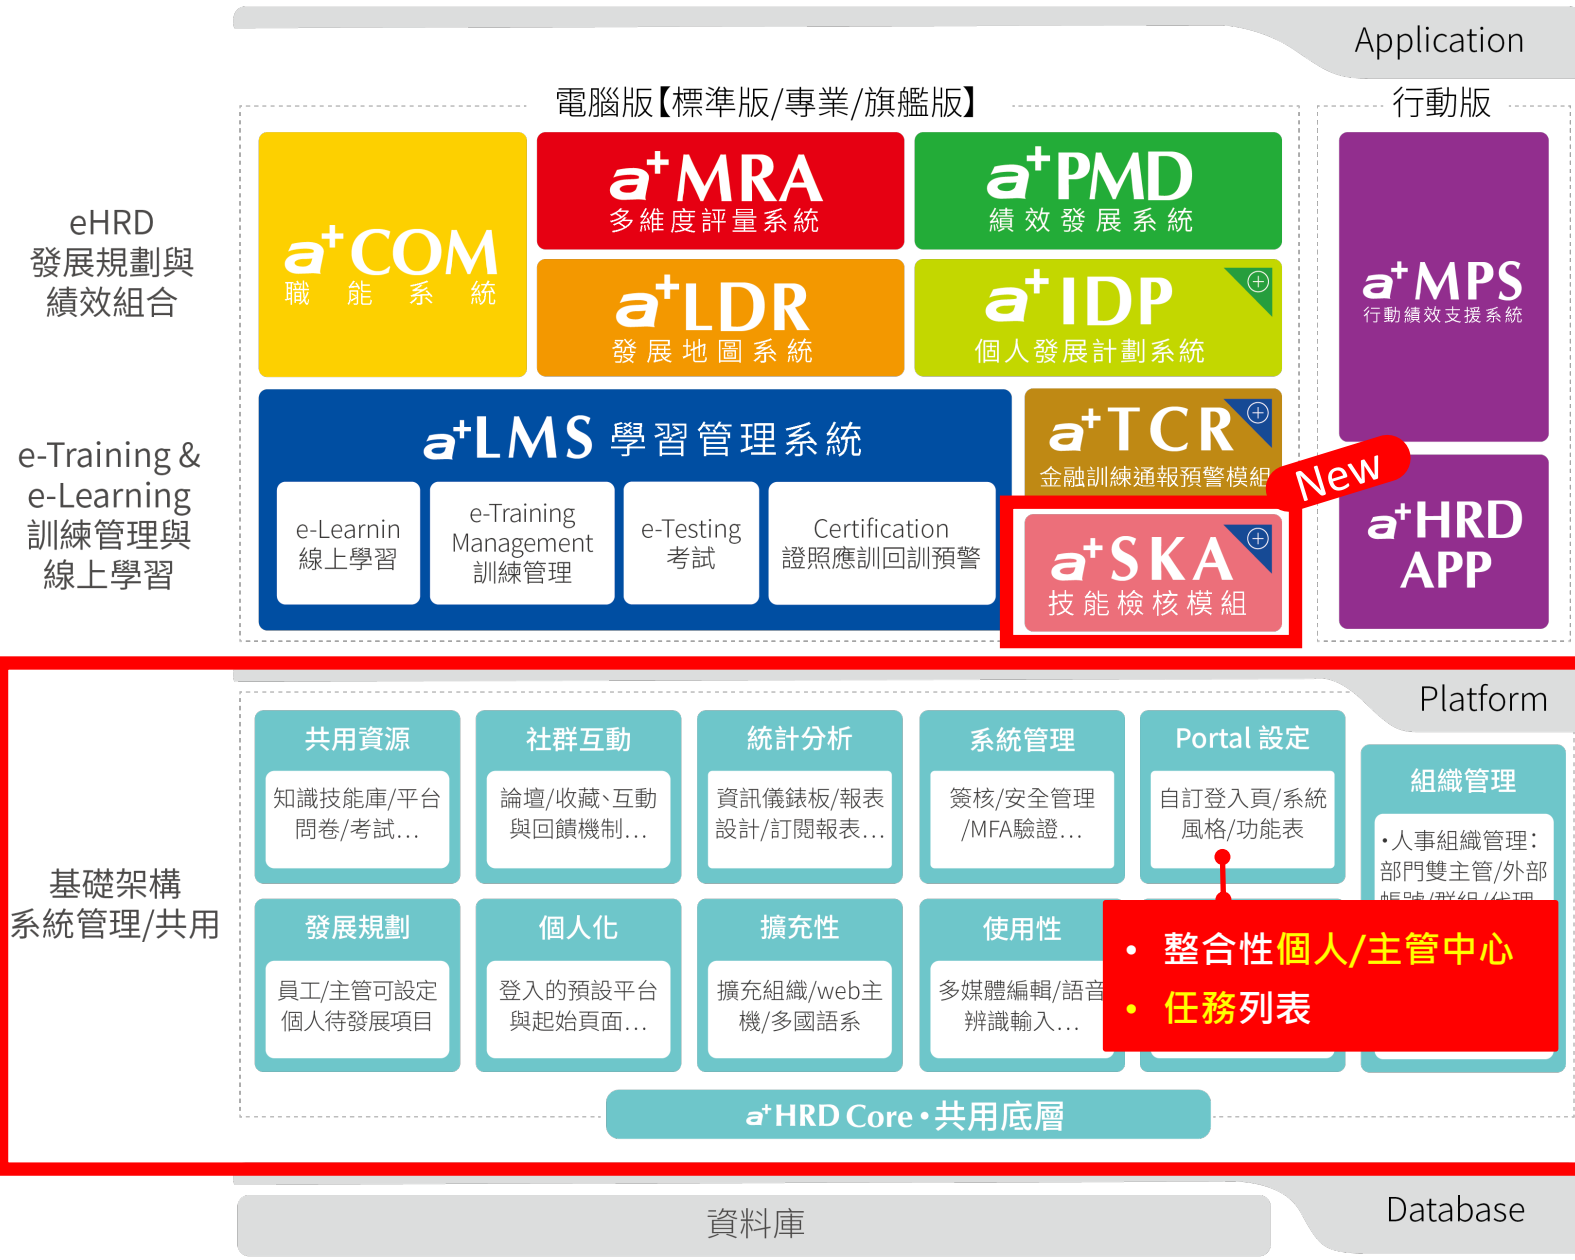 Application
電腦版【標準版/專業/旗艦版】
行動版
eHRD
發展規劃與
績效組合
a+COM
職能系統
a+MRA
多維度評量系統
a+PMD
績效發展系統
a+LDR
發展地圖系統
a+IDP
個人發展計劃系統
a+MPS
行動績效支援系統
e-Training &
e-Learning
訓練管理與
線上學習
a+LMS 學習管理系統
e-Learnin
線上學習
e-Training
Management
訓練管理
e-Testing
考試
Certification
證照應訓回訓預警
a+TCR
金融訓練通報預警模組
New
a+SKA
技能檢核模組
a+HRD
APP
Platform
基礎架構
系統管理/共用
共用資源
知識技能庫/平台
問卷/考試...
社群互動
論壇/收藏、互動
與回饋機制...
統計分析
資訊儀錶板/報表
設計/訂閱報表...
系統管理
簽核/安全管理
/MFA驗證...
Portal 設定
自訂登入頁/系統
風格/功能表
組織管理
•人事組織管理：
部門雙主管/外部
帳號/群組/代理
發展規劃
員工/主管可設定
個人待發展項目
個人化
登入的預設平台
與起始頁面...
擴充性
擴充組織/web主
機/多國語系
使用性
多媒體編輯/語音
辨識輸入...
• 整合性個人/主管中心
• 任務列表
a+HRD Core•共用底層
Database
資料庫